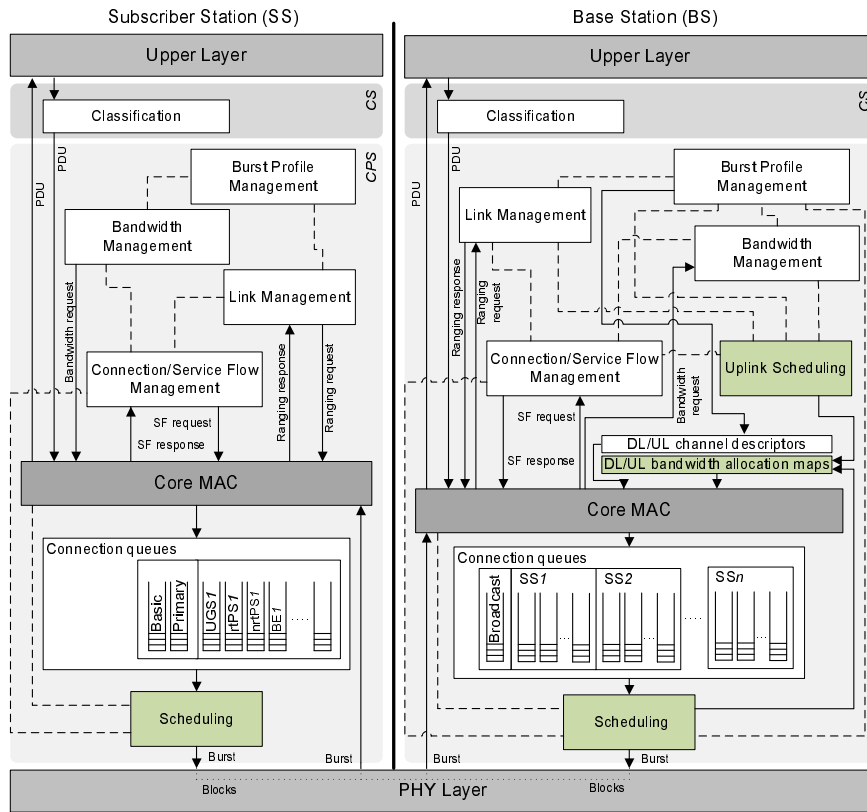 Subscriber Station (SS)
Base Station (BS)
Upper Layer
CS
Classification
PDU
PDU
CPS
Burst Profile
Management
Bandwidth
Management
Link Management
Bandwidth request
Connection/Service Flow
Management
Ranging response
Ranging request
SF request
SF response
Core MAC
Connection queues
Basic
Primary
UGS1
rtPS1
nrtPS1
BE1
....
Scheduling
Burst
Burst
Blocks
Upper Layer
CS
Classification
PDU
PDU
Burst Profile
Management
Link Management
Bandwidth
Management
Ranging response
Ranging
request
Connection/Service Flow
Management
Uplink Scheduling
Bandwidth
request
SF request
SF response
DL/UL channel descriptors
DL/UL bandwidth allocation maps
Core MAC
Connection queues
Broadcast
SS1
...
SS2
...
....
SSn
...
Scheduling
Burst
Burst
Blocks
PHY Layer